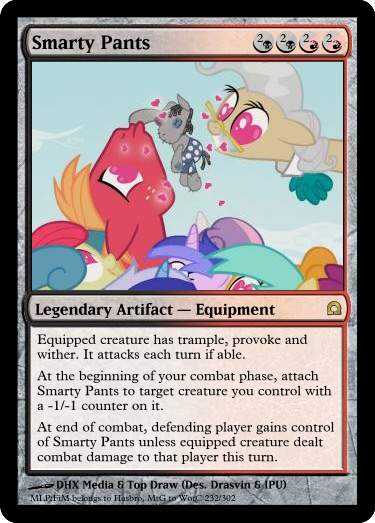 Smarty Pants
2 2 2 2
Legendary Artifact — Equipment
Equipped creature has trample, provoke and
wither. It attacks each turn if able.
At the beginning of your combat phase, attach
Smarty Pants to target creature you control with
a -1/-1 counter on it.
At end of combat, defending player gains control
of Smarty Pants unless equipped creature dealt
combat damage to that player this turn.
DHX Media & Top Draw (Des. Drasvin & IPU)
MLP:FiM belongs to Hasbro, MtG to WotC 232/302